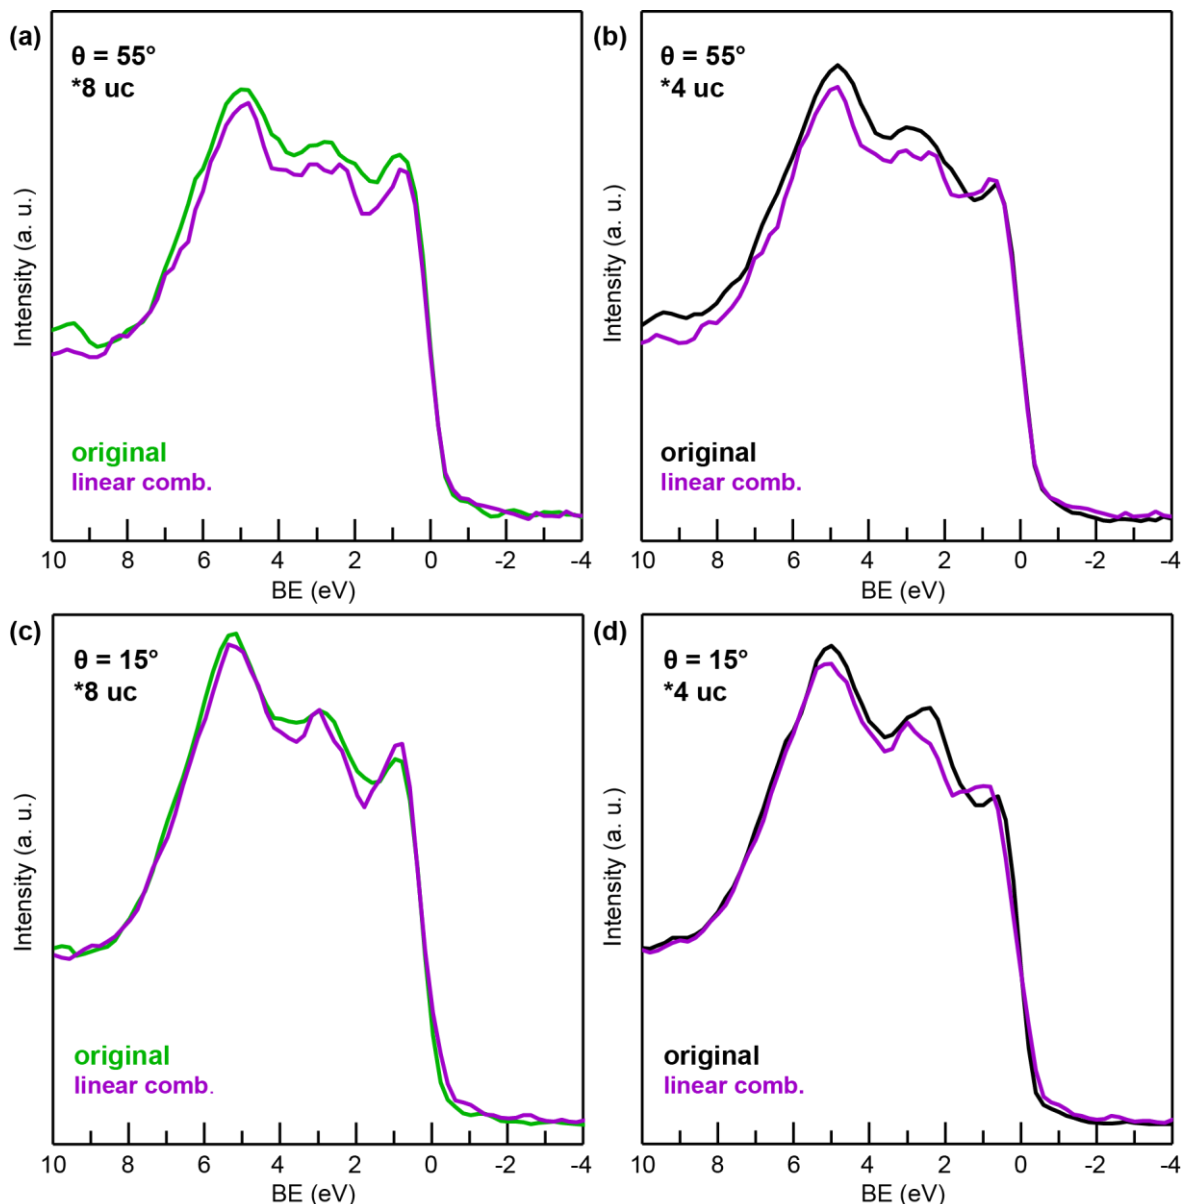 (a)
θ = 55°
*8 uc
Intensity (a. u.)
original
linear comb.
10 8 6 4 2 0 -2 -4
BE (eV)
(b)
θ = 55°
*4 uc
Intensity (a. u.)
original
linear comb.
10 8 6 4 2 0 -2 -4
BE (eV)
(c)
θ = 15°
*8 uc
Intensity (a. u.)
original
linear comb.
10 8 6 4 2 0 -2 -4
BE (eV)
(d)
θ = 15°
*4 uc
Intensity (a. u.)
original
linear comb.
10 8 6 4 2 0 -2 -4
BE (eV)